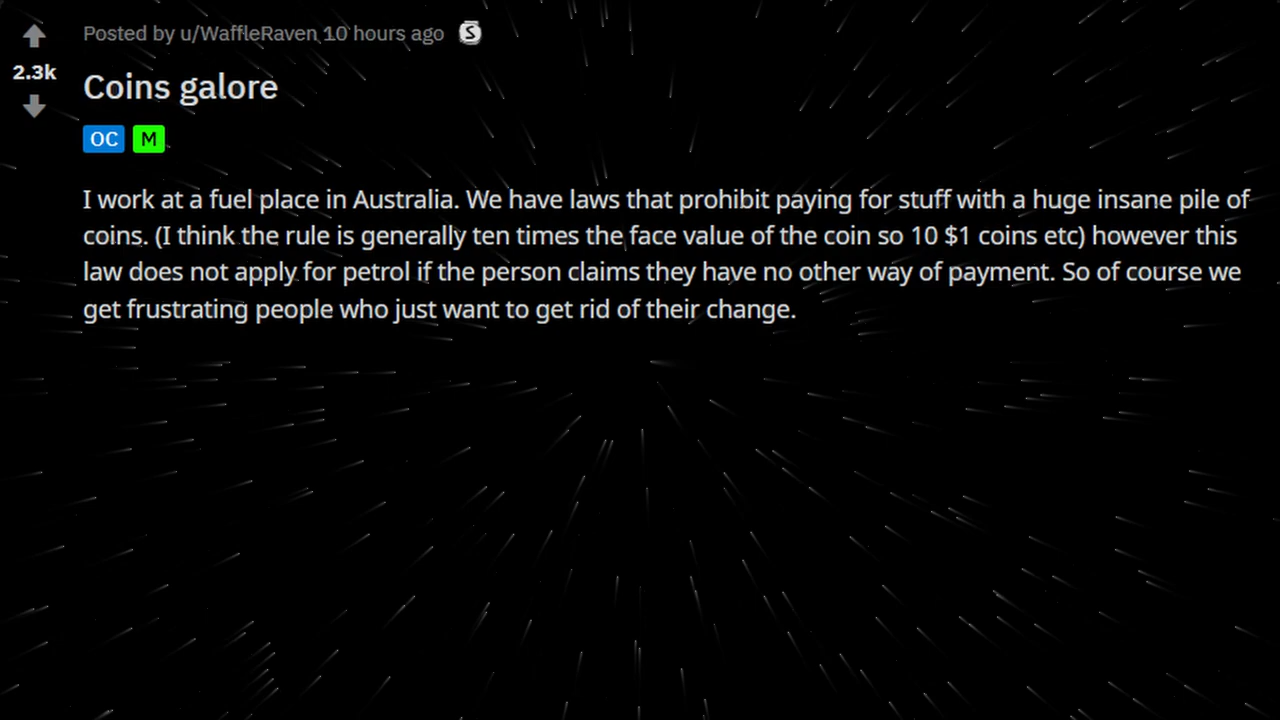 Posted by u/WaffleRaven 10 hours ago S
2.3k
Coins galore
OC M
I work at a fuel place in Australia. We have laws that prohibit paying for stuff with a huge insane pile of
coins. (I think the rule is generally ten times the face value of the coin so 10 $1 coins etc) however this
law does not apply for petrol if the person claims they have no other way of payment. So of course we
get frustrating people who just want to get rid of their change.